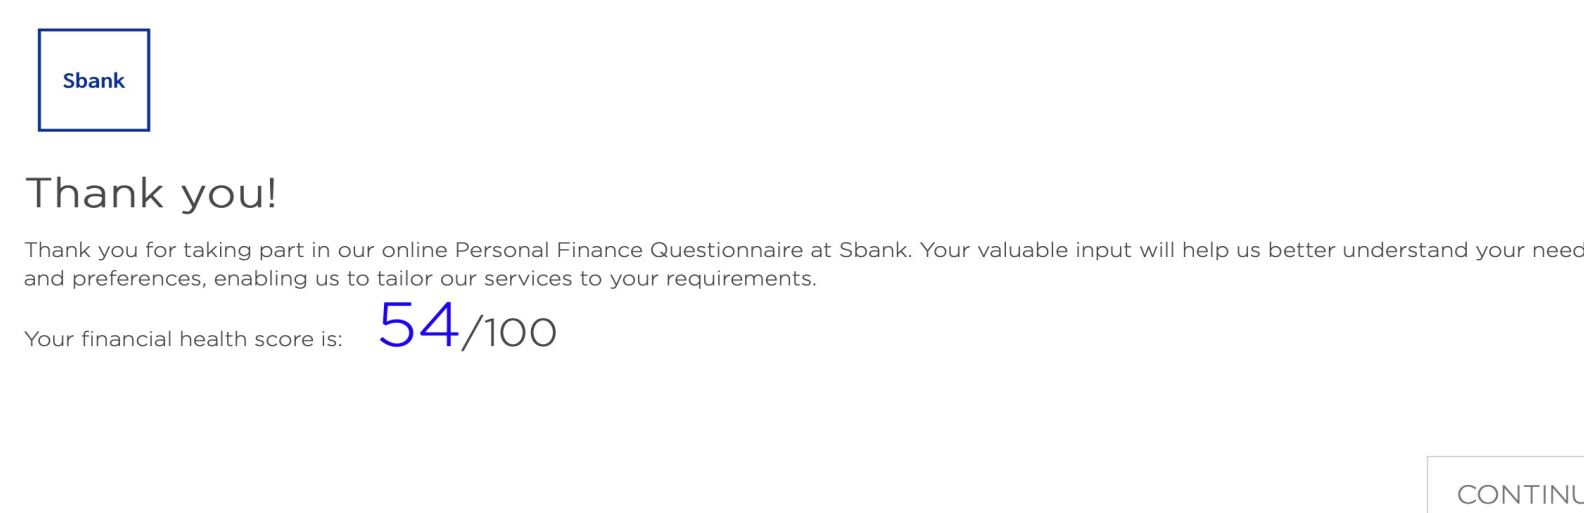 Sbank
Thank you!
Thank you for taking part in our online Personal Finance Questionnaire at Sbank. Your valuable input will help us better understand your need
and preferences, enabling us to tailor our services to your requirements.
Your financial health score is: 54/100
CONTINU